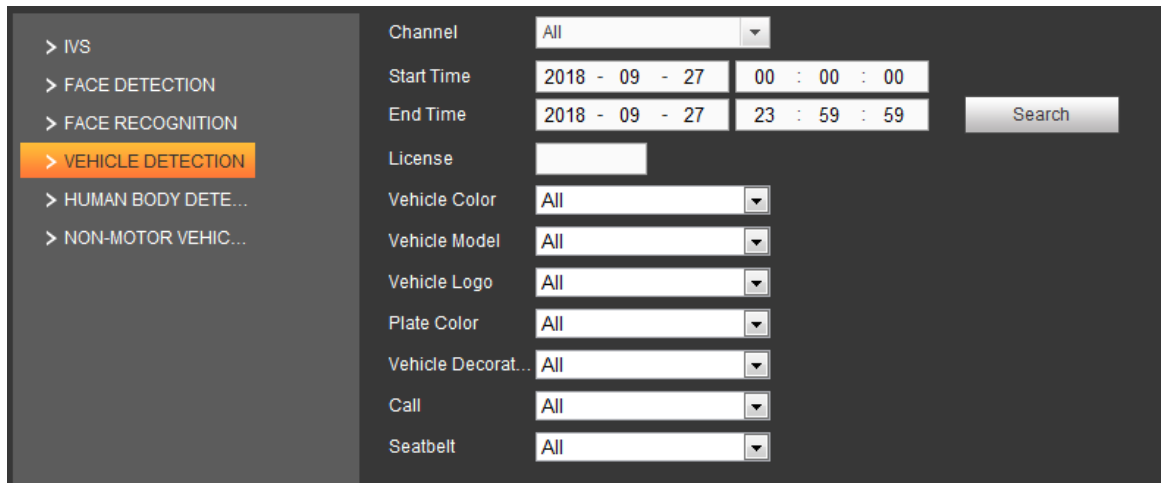 > IVS
> FACE DETECTION
> FACE RECOGNITION
> VEHICLE DETECTION
> HUMAN BODY DETE...
> NON-MOTOR VEHIC...
Channel All
Start Time 2018 - 09 - 27 00 : 00 : 00
End Time 2018 - 09 - 27 23 : 59 : 59 Search
License
Vehicle Color All
Vehicle Model All
Vehicle Logo All
Plate Color All
Vehicle Decorat... All
Call All
Seatbelt All